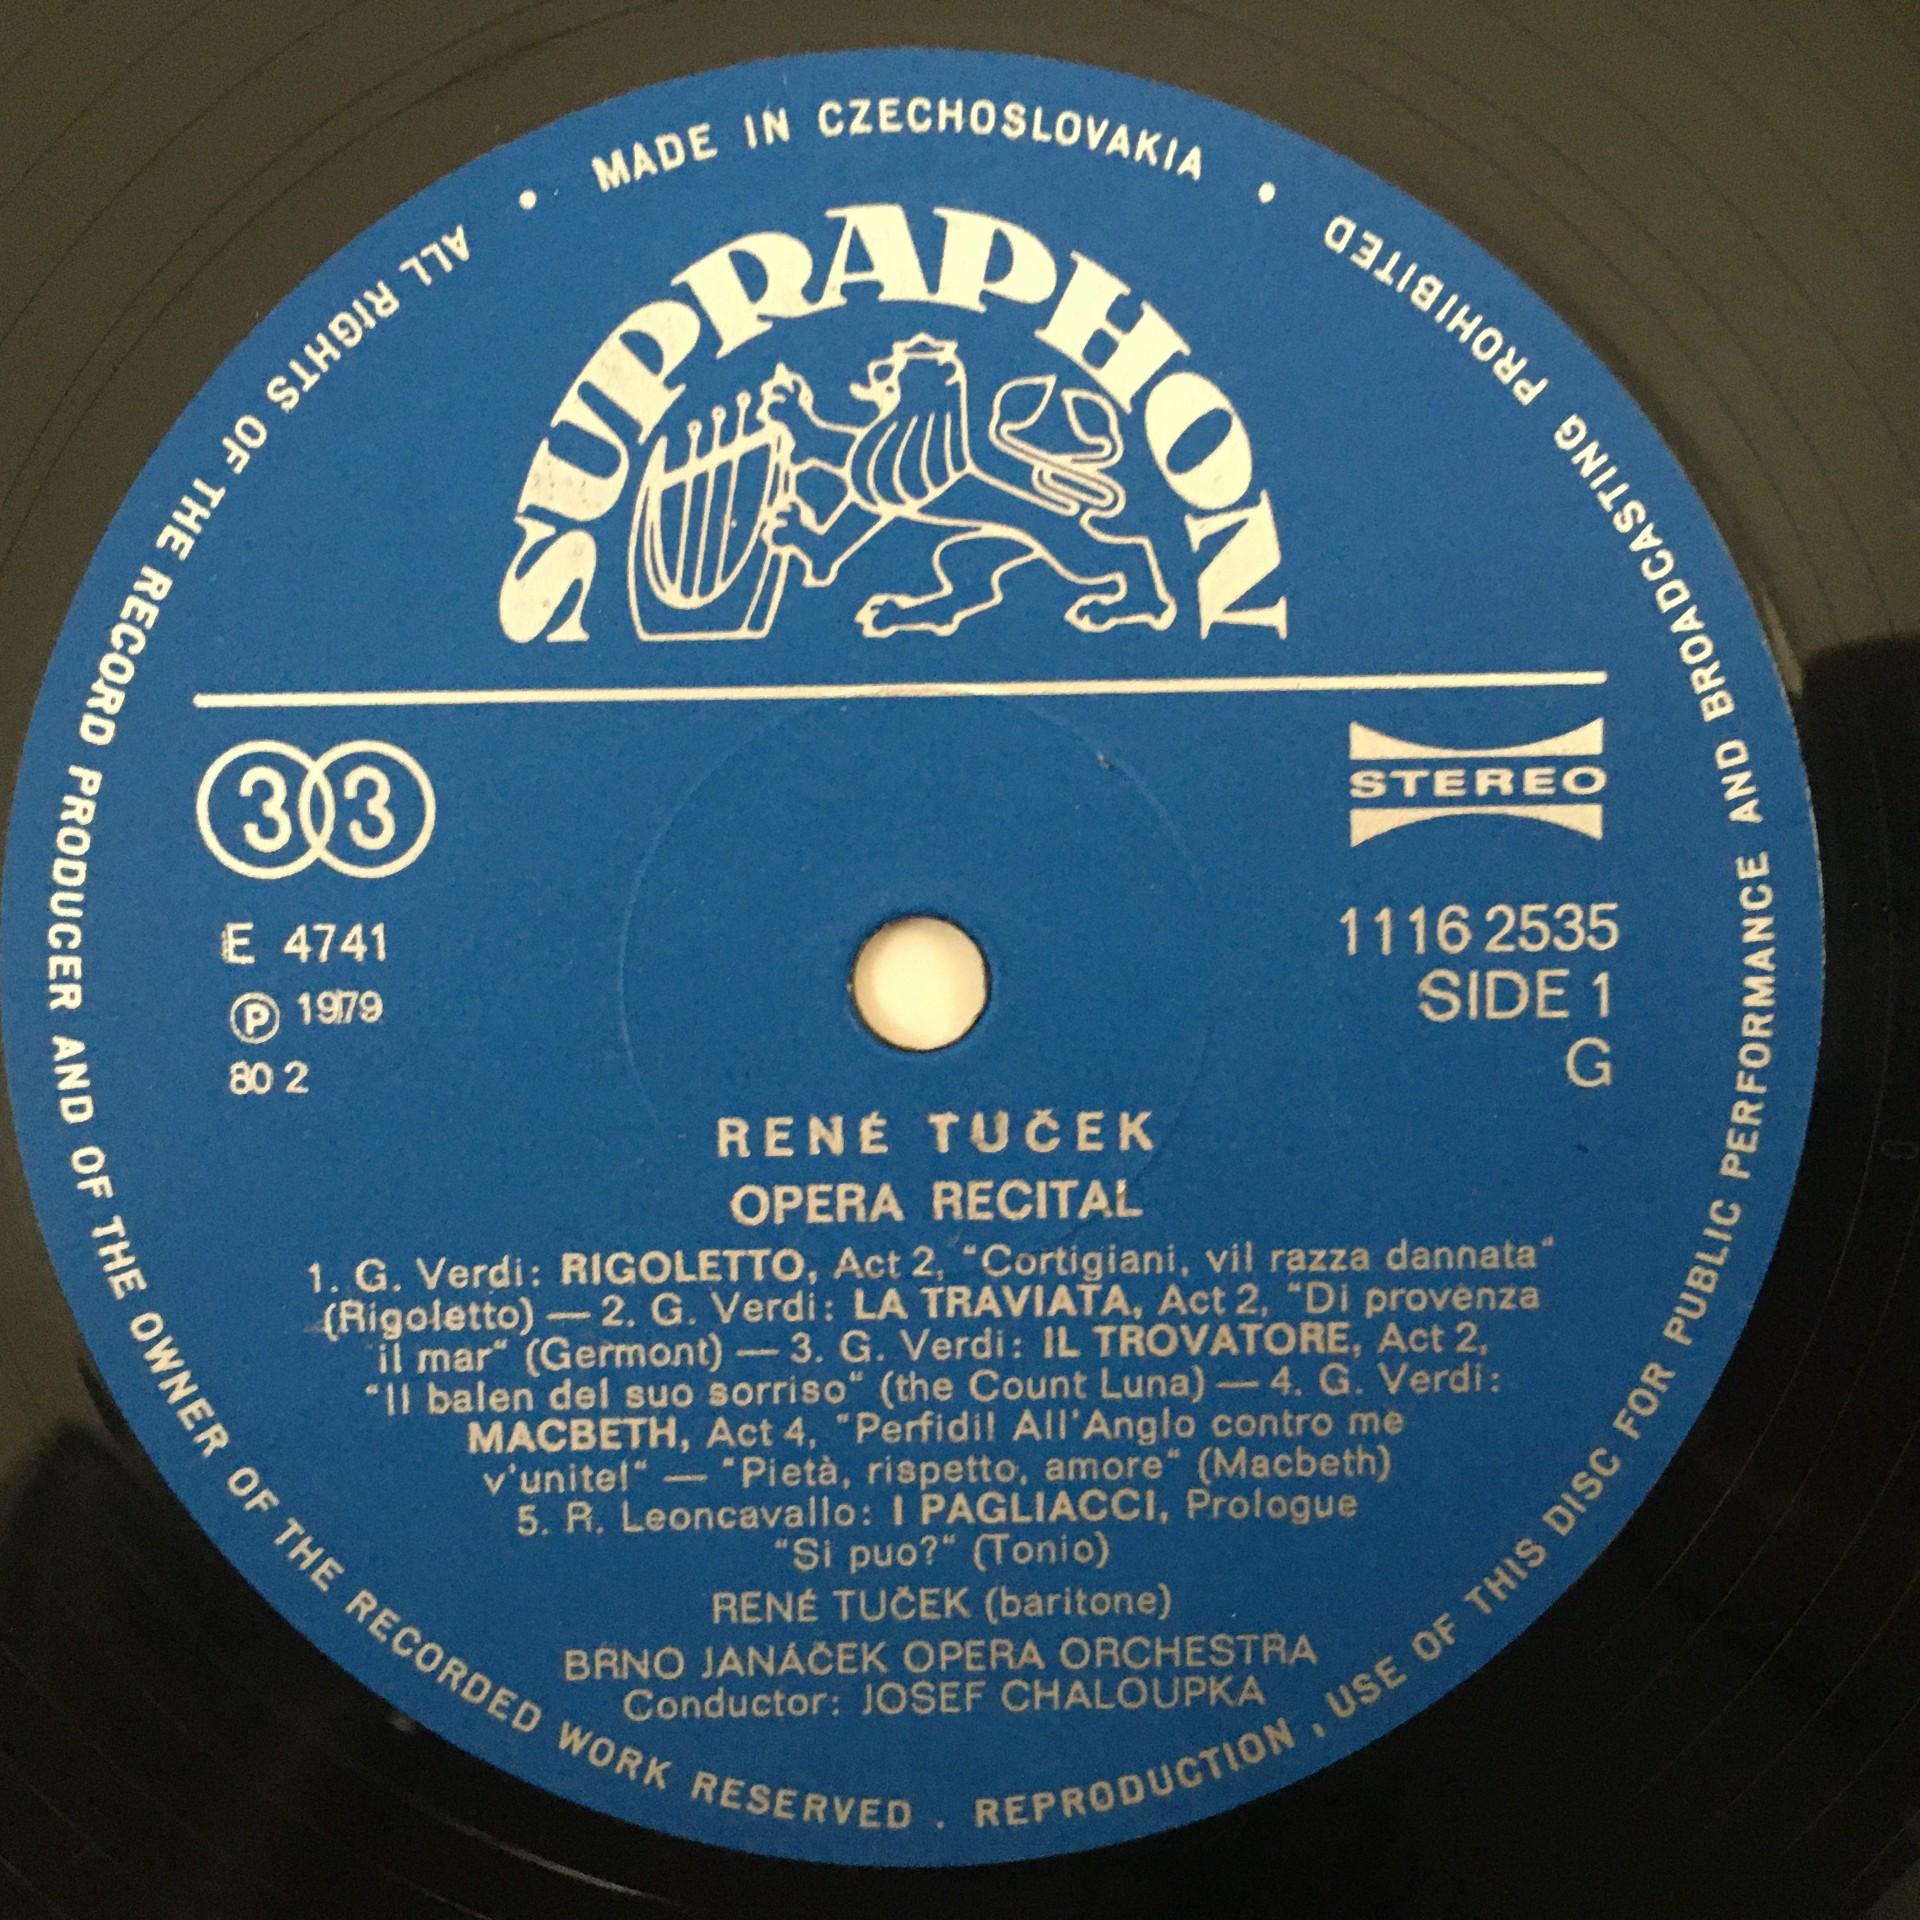 MADE IN CZECHOSLOVAKIA •
ALL RIGHTS OF THE RECORD PRODUCER AND OF THE OWNER OF THE RECORDED WORK RESERVED . REPRODUCTION , USE OF THIS DISC FOR PUBLIC PERFORMANCE AND BROADCASTING PROHIBITED •
SUPRAPHON
33
STEREO
E 4741
Ⓟ 1979
80 2
1116 2535
SIDE 1
G
RENÉ TUČEK
OPERA RECITAL
1. G. Verdi: RIGOLETTO, Act 2, “Cortigiani, vil razza dannata“
(Rigoletto) — 2. G. Verdi: LA TRAVIATA, Act 2, “Di provenza
il mar“ (Germont) — 3. G. Verdi: IL TROVATORE, Act 2,
“Il balen del suo sorriso“ (the Count Luna) — 4. G. Verdi:
MACBETH, Act 4, “Perfidi! All'Anglo contro me
v'unite!“ — “Pietà, rispetto, amore“ (Macbeth)
5. R. Leoncavallo: I PAGLIACCI, Prologue
“Si puo?“ (Tonio)
RENÉ TUČEK (baritone)
BRNO JANÁČEK OPERA ORCHESTRA
Conductor: JOSEF CHALOUPKA